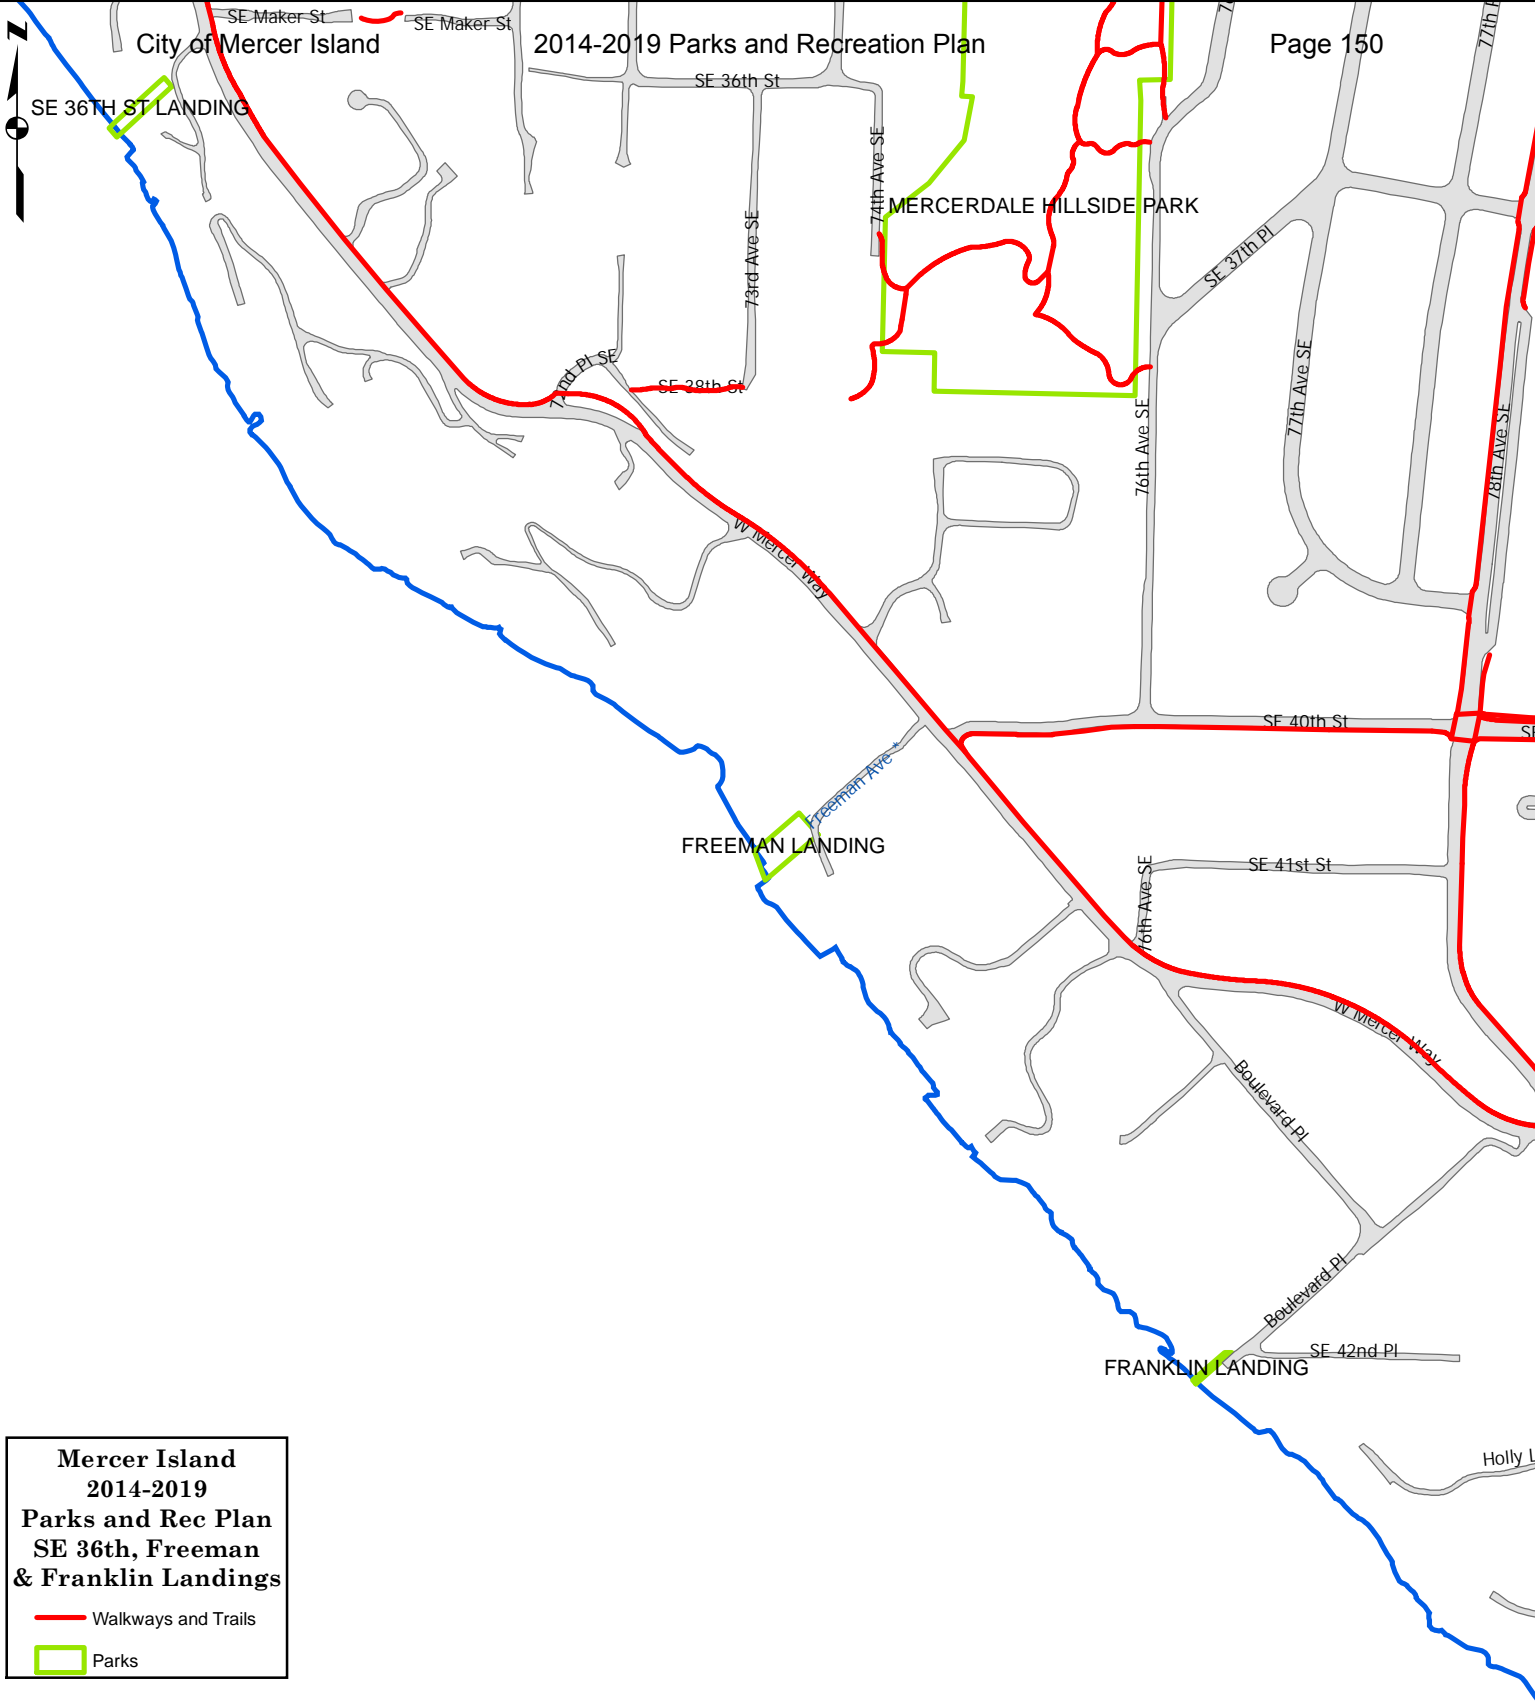 SE Maker St
SE Maker St
City of Mercer Island
2014-2019 Parks and Recreation Plan
Page 150
77th
N
SE 36th St
SE 36TH ST LANDING
74th Ave SE
MERCERDALE HILLSIDE PARK
73rd Ave SE
SE 37th Pl
72nd Pl SE
SE 38th St
77th Ave SE
76th Ave SE
78th Ave SE
W Mercer Way
SE 40th St
SE
Freeman Ave *
FREEMAN LANDING
SE 41st St
76th Ave SE
W Mercer Way
Boulevard Pl
Boulevard Pl
SE 42nd Pl
FRANKLIN LANDING
Holly
Mercer Island
2014-2019
Parks and Rec Plan
SE 36th, Freeman
& Franklin Landings
Walkways and Trails
Parks